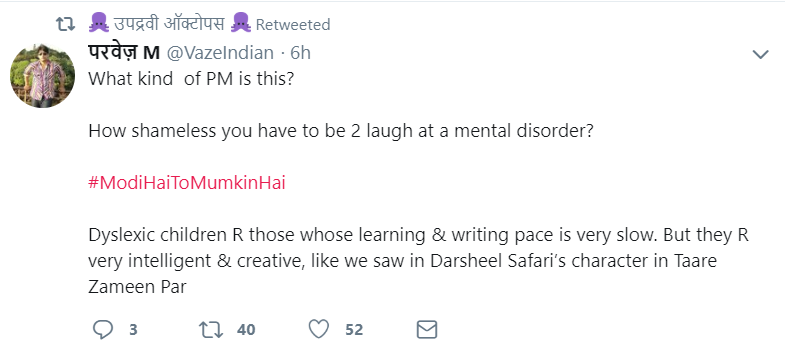 उपद्रवी ऑक्टोपस Retweeted
परवेज़ M @VazeIndian · 6h
What kind of PM is this?
How shameless you have to be 2 laugh at a mental disorder?
#ModiHaiToMumkinHai
Dyslexic children R those whose learning & writing pace is very slow. But they R
very intelligent & creative, like we saw in Darsheel Safari's character in Taare
Zameen Par
3 40 52